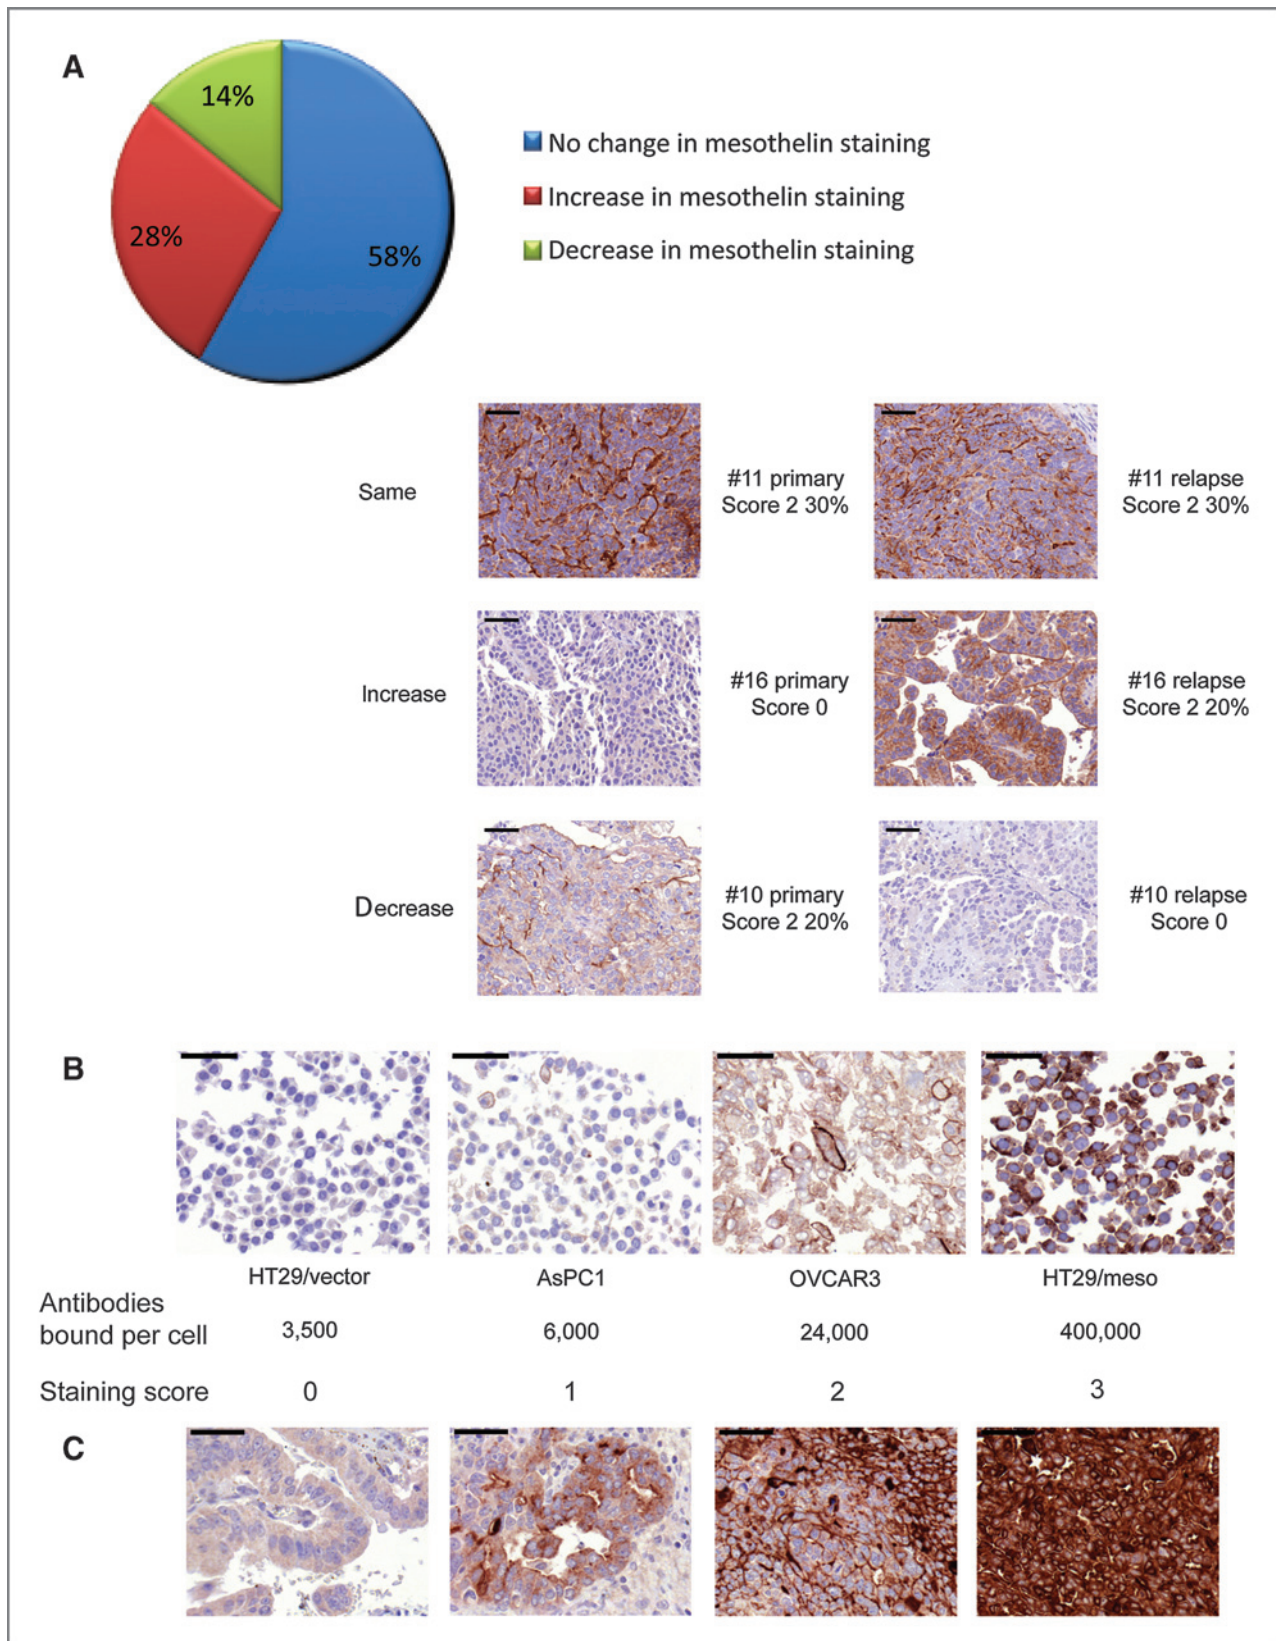 A
14%
28%
58%
No change in mesothelin staining
Increase in mesothelin staining
Decrease in mesothelin staining
Same
#11 primary
Score 2 30%
#11 relapse
Score 2 30%
Increase
#16 primary
Score 0
#16 relapse
Score 2 20%
Decrease
#10 primary
Score 2 20%
#10 relapse
Score 0
B
HT29/vector AsPC1 OVCAR3 HT29/meso
Antibodies
bound per cell 3,500 6,000 24,000 400,000
Staining score 0 1 2 3
C